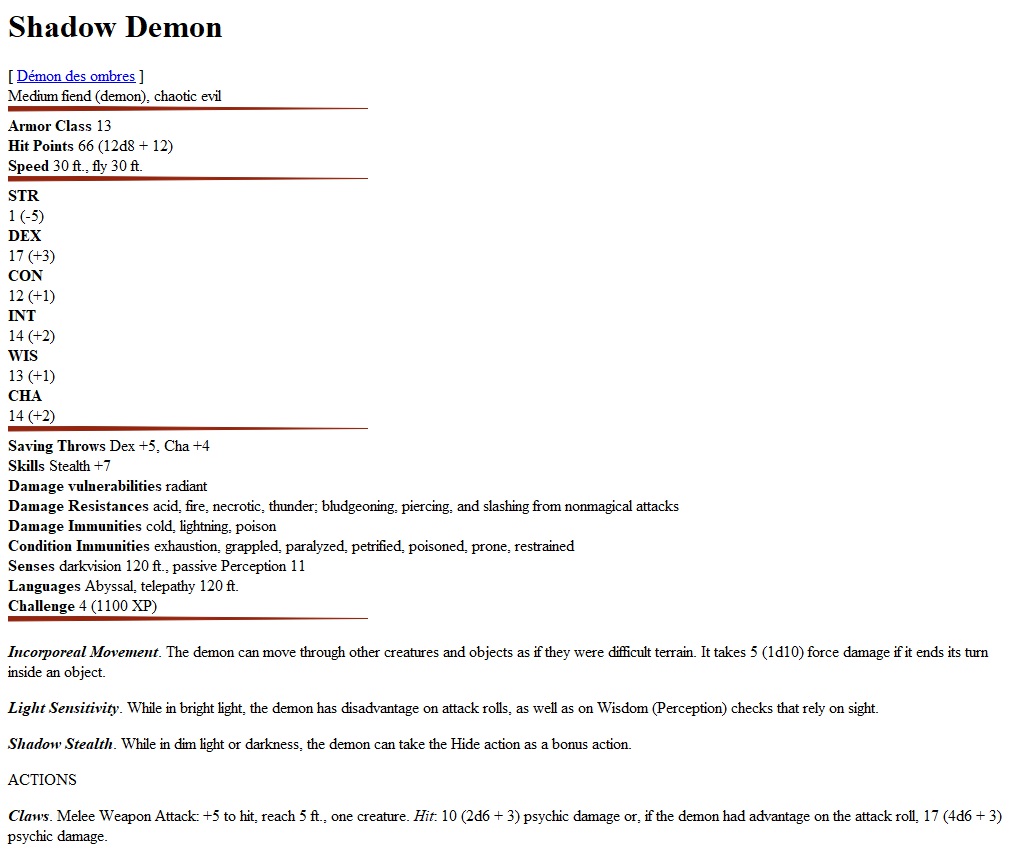 Shadow Demon
[ Démon des ombres ]
Medium fiend (demon), chaotic evil
Armor Class 13
Hit Points 66 (12d8 + 12)
Speed 30 ft., fly 30 ft.
STR
1 (-5)
DEX
17 (+3)
CON
12 (+1)
INT
14 (+2)
WIS
13 (+1)
CHA
14 (+2)
Saving Throws Dex +5, Cha +4
Skills Stealth +7
Damage vulnerabilities radiant
Damage Resistances acid, fire, necrotic, thunder; bludgeoning, piercing, and slashing from nonmagical attacks
Damage Immunities cold, lightning, poison
Condition Immunities exhaustion, grappled, paralyzed, petrified, poisoned, prone, restrained
Senses darkvision 120 ft., passive Perception 11
Languages Abyssal, telepathy 120 ft.
Challenge 4 (1100 XP)
Incorporeal Movement. The demon can move through other creatures and objects as if they were difficult terrain. It takes 5 (1d10) force damage if it ends its turn
inside an object.
Light Sensitivity. While in bright light, the demon has disadvantage on attack rolls, as well as on Wisdom (Perception) checks that rely on sight.
Shadow Stealth. While in dim light or darkness, the demon can take the Hide action as a bonus action.
ACTIONS
Claws. Melee Weapon Attack: +5 to hit, reach 5 ft., one creature. Hit: 10 (2d6 + 3) psychic damage or, if the demon had advantage on the attack roll, 17 (4d6 + 3)
psychic damage.